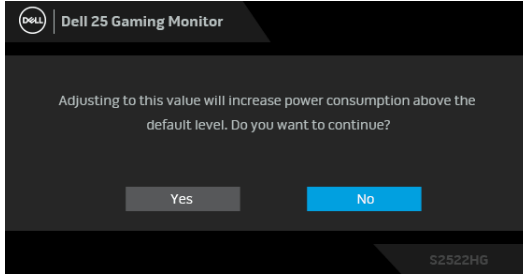 DELL
Dell 25 Gaming Monitor
Adjusting to this value will increase power consumption above the
default level. Do you want to continue?
Yes
No
S2522HG